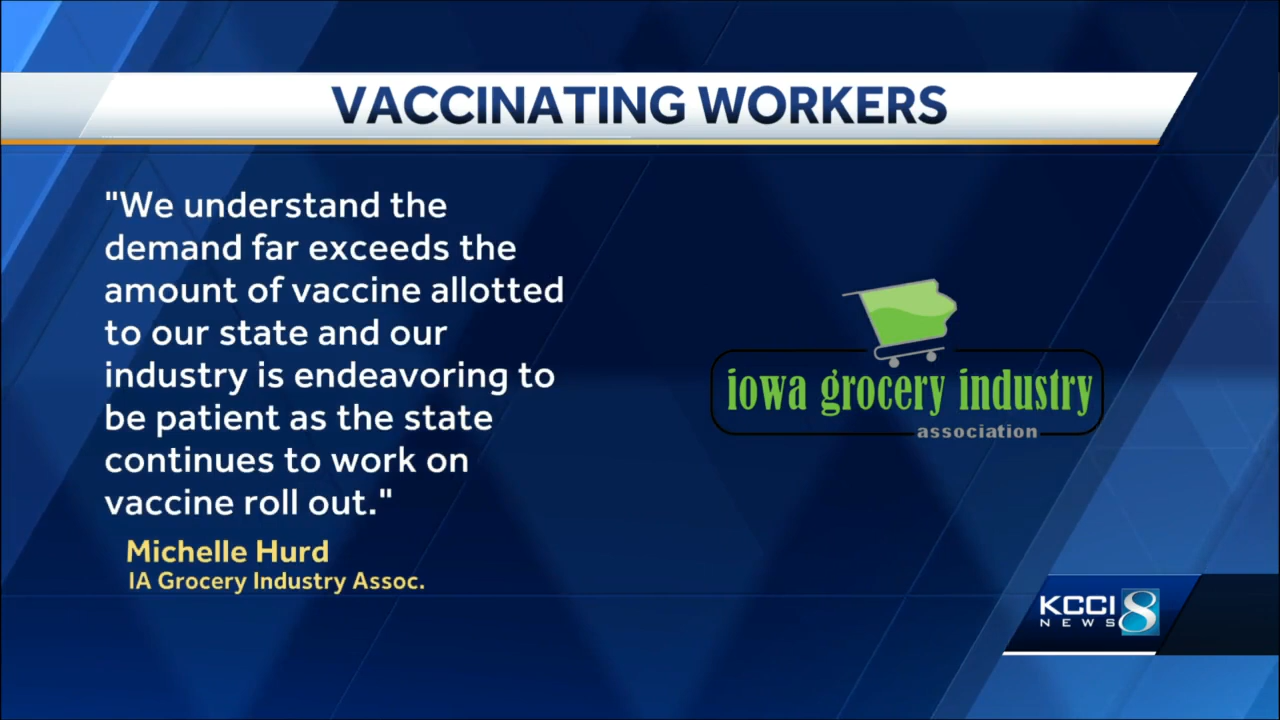 VACCINATING WORKERS
"We understand the
demand far exceeds the
amount of vaccine allotted
to our state and our
industry is endeavoring to
be patient as the state
continues to work on
vaccine roll out."
Michelle Hurd
IA Grocery Industry Assoc.
iowa grocery industry
association
KCCI 8
NEWS